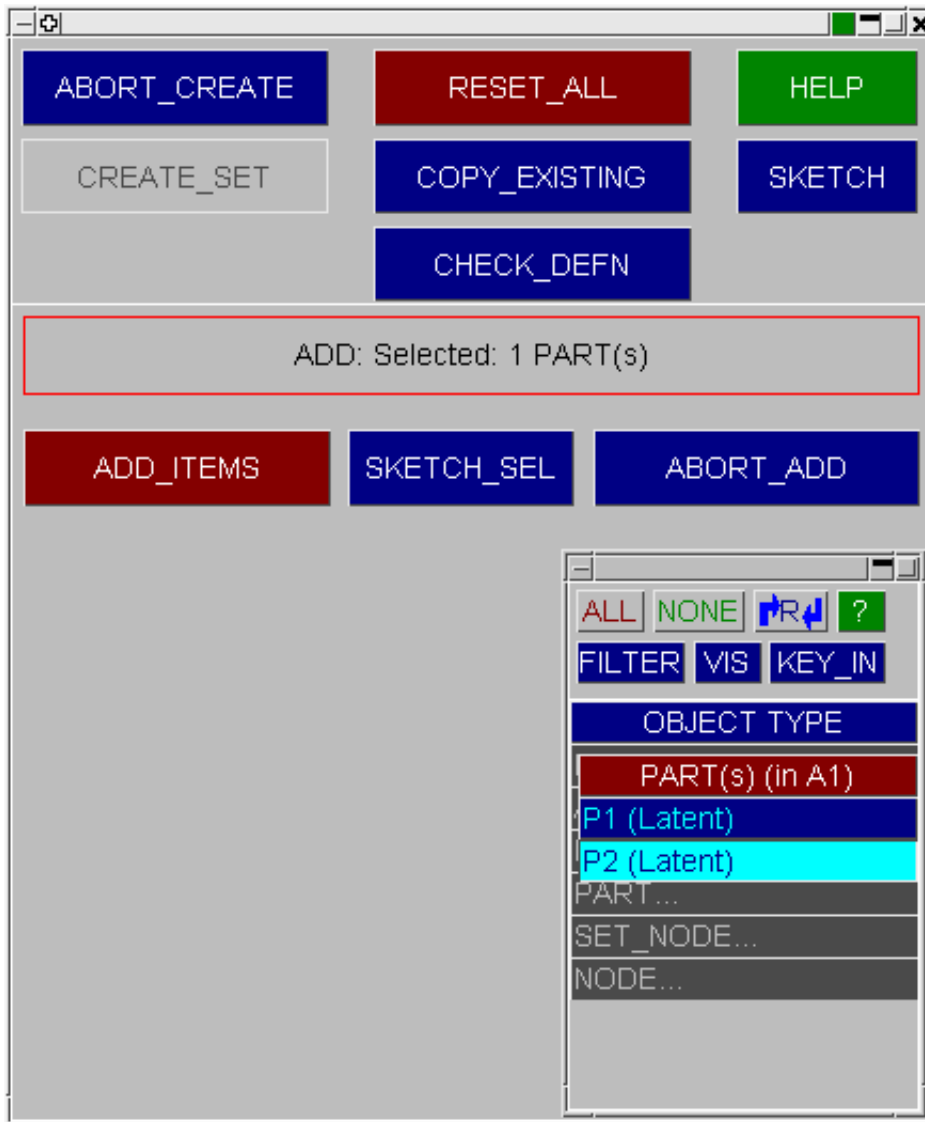 ABORT_CREATE RESET_ALL HELP
CREATE_SET COPY_EXISTING SKETCH
CHECK_DEFN
ADD: Selected: 1 PART(s)
ADD_ITEMS SKETCH_SEL ABORT_ADD
ALL NONE R ?
FILTER VIS KEY_IN
OBJECT TYPE
PART(s) (in A1)
P1 (Latent)
P2 (Latent)
PART...
SET_NODE...
NODE...